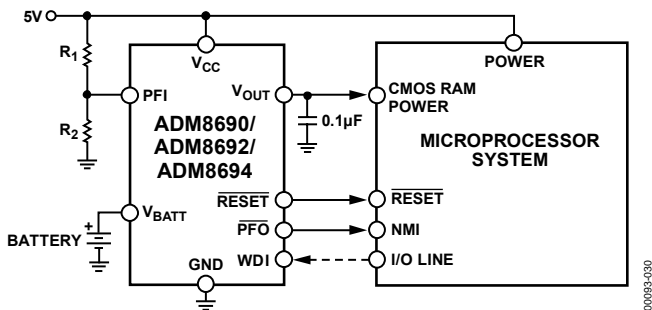 5V
R1
VCC
POWER
PFI
VOUT
CMOS RAM
POWER
R2
0.1µF
ADM8690/
ADM8692/
ADM8694
MICROPROCESSOR
SYSTEM
RESET
RESET
VBATT
PFO
NMI
BATTERY
+
WDI
I/O LINE
GND
00093-030